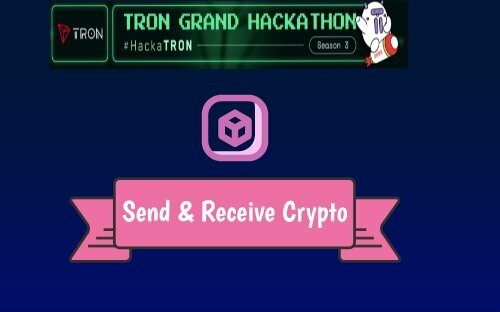 TRON
TRON GRAND HACKATHON
#HackaTRON
Season 3
Send & Receive Crypto